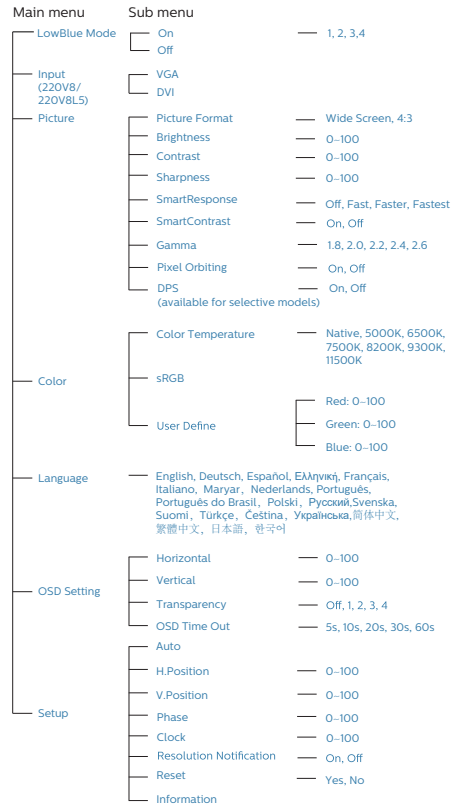 Main menu Sub menu
LowBlue Mode On 1, 2, 3,4
Off
Input
(220V8/
220V8L5)
VGA
DVI
Picture Picture Format Wide Screen, 4:3
Brightness 0–100
Contrast 0–100
Sharpness 0–100
SmartResponse Off, Fast, Faster, Fastest
SmartContrast On, Off
Gamma 1.8, 2.0, 2.2, 2.4, 2.6
Pixel Orbiting On, Off
DPS On, Off
(available for selective models)
Color
Color Temperature Native, 5000K, 6500K,
7500K, 8200K, 9300K,
11500K
sRGB
User Define
Red: 0–100
Green: 0–100
Blue: 0–100
Language English, Deutsch, Español, Ελληνική, Français,
Italiano, Maryar, Nederlands, Português,
Português do Brasil, Polski, Русский,Svenska,
Suomi, Türkçe, Čeština, Українська,简体中文,
繁體中文, 日本語, 한국어
OSD Setting
Horizontal 0–100
Vertical 0–100
Transparency Off, 1, 2, 3, 4
OSD Time Out 5s, 10s, 20s, 30s, 60s
Setup
Auto
H.Position 0–100
V.Position 0–100
Phase 0–100
Clock 0–100
Resolution Notification On, Off
Reset Yes, No
Information